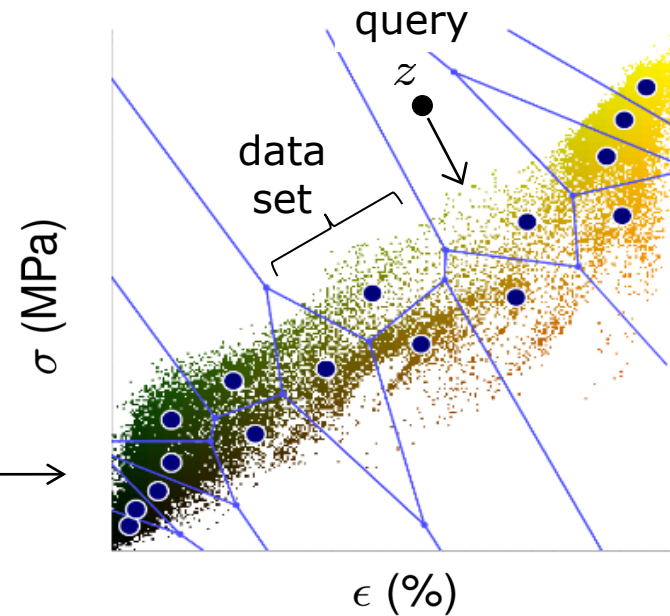 query
z
data
set
σ (MPa)
ϵ (%)